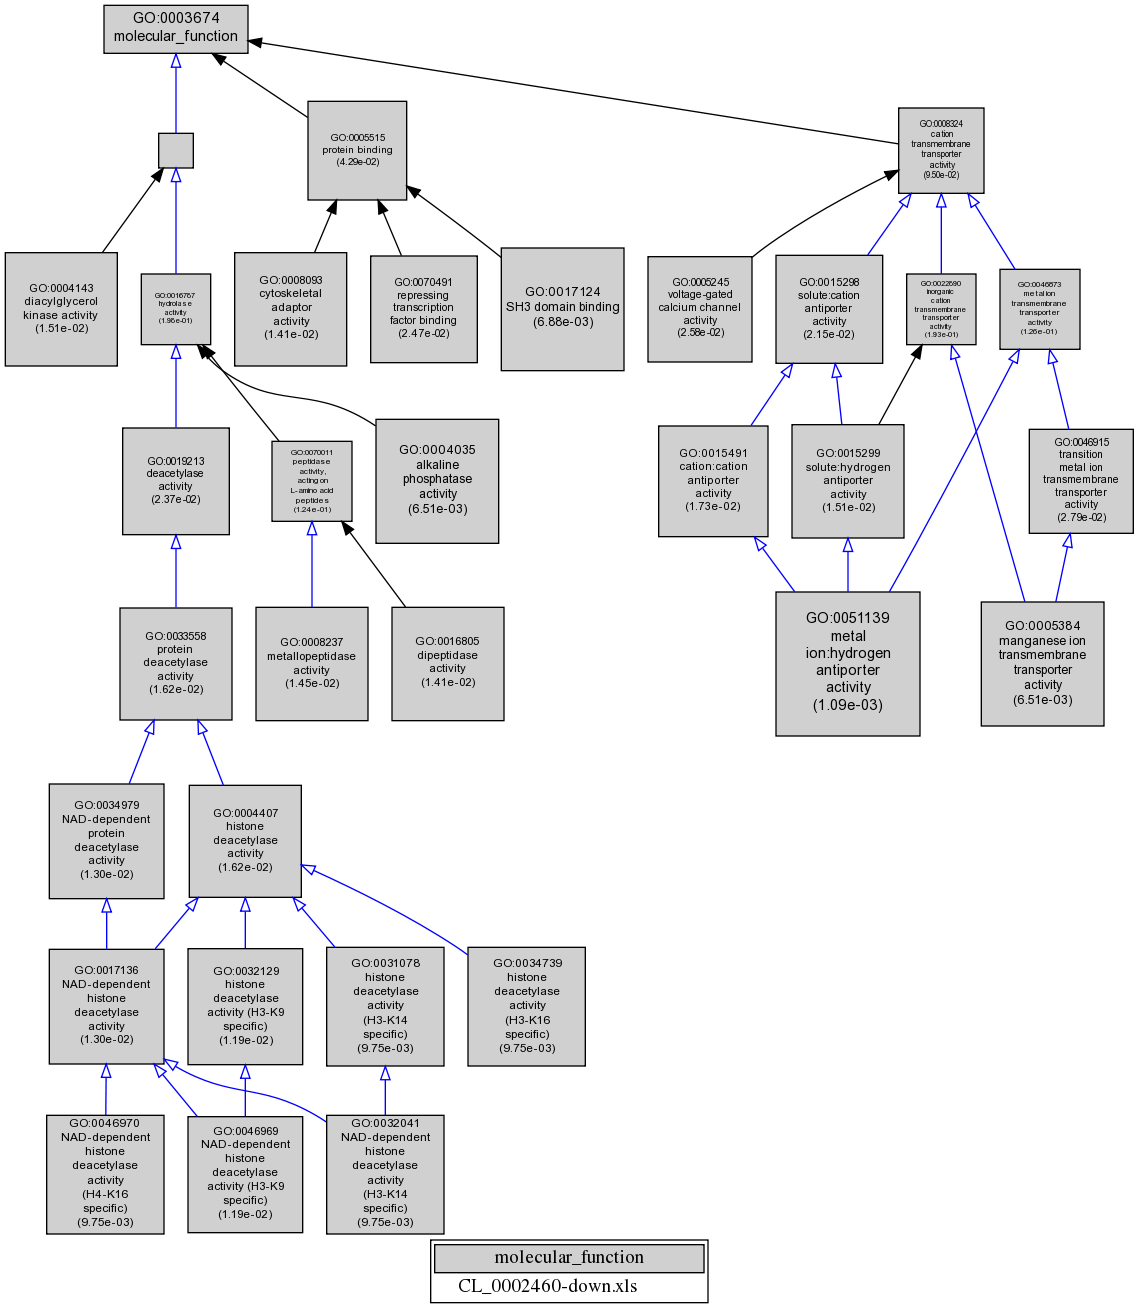 GO:0003674
molecular_function
GO:0005515
protein binding
(4.29e-02)
GO:0008324
cation
transmembrane
transporter
activity
(9.50e-02)
GO:0004143
diacylglycerol
kinase activity
(1.51e-02)
GO:0016787
hydrolase
activity
(1.96e-01)
GO:0008093
cytoskeletal
adaptor
activity
(1.41e-02)
GO:0070491
repressing
transcription
factor binding
(2.47e-02)
GO:0017124
SH3 domain binding
(6.88e-03)
GO:0005245
voltage-gated
calcium channel
activity
(2.58e-02)
GO:0015298
solute:cation
antiporter
activity
(2.15e-02)
GO:0022890
inorganic
cation
transmembrane
transporter
activity
(1.93e-01)
GO:0046873
metal ion
transmembrane
transporter
activity
(1.26e-01)
GO:0019213
deacetylase
activity
(2.37e-02)
GO:0070011
peptidase
activity,
acting on
L-amino acid
peptides
(1.24e-01)
GO:0004035
alkaline
phosphatase
activity
(6.51e-03)
GO:0015491
cation:cation
antiporter
activity
(1.73e-02)
GO:0015299
solute:hydrogen
antiporter
activity
(1.51e-02)
GO:0046915
transition
metal ion
transmembrane
transporter
activity
(2.79e-02)
GO:0033558
protein
deacetylase
activity
(1.62e-02)
GO:0008237
metallopeptidase
activity
(1.45e-02)
GO:0016805
dipeptidase
activity
(1.41e-02)
GO:0051139
metal
ion:hydrogen
antiporter
activity
(1.09e-03)
GO:0005384
manganese ion
transmembrane
transporter
activity
(6.51e-03)
GO:0034979
NAD-dependent
protein
deacetylase
activity
(1.30e-02)
GO:0004407
histone
deacetylase
activity
(1.62e-02)
GO:0017136
NAD-dependent
histone
deacetylase
activity
(1.30e-02)
GO:0032129
histone
deacetylase
activity (H3-K9
specific)
(1.19e-02)
GO:0031078
histone
deacetylase
activity
(H3-K14
specific)
(9.75e-03)
GO:0034739
histone
deacetylase
activity
(H3-K16
specific)
(9.75e-03)
GO:0046970
NAD-dependent
histone
deacetylase
activity
(H4-K16
specific)
(9.75e-03)
GO:0046969
NAD-dependent
histone
deacetylase
activity (H3-K9
specific)
(1.19e-02)
GO:0032041
NAD-dependent
histone
deacetylase
activity
(H3-K14
specific)
(9.75e-03)
molecular_function
CL_0002460-down.xls